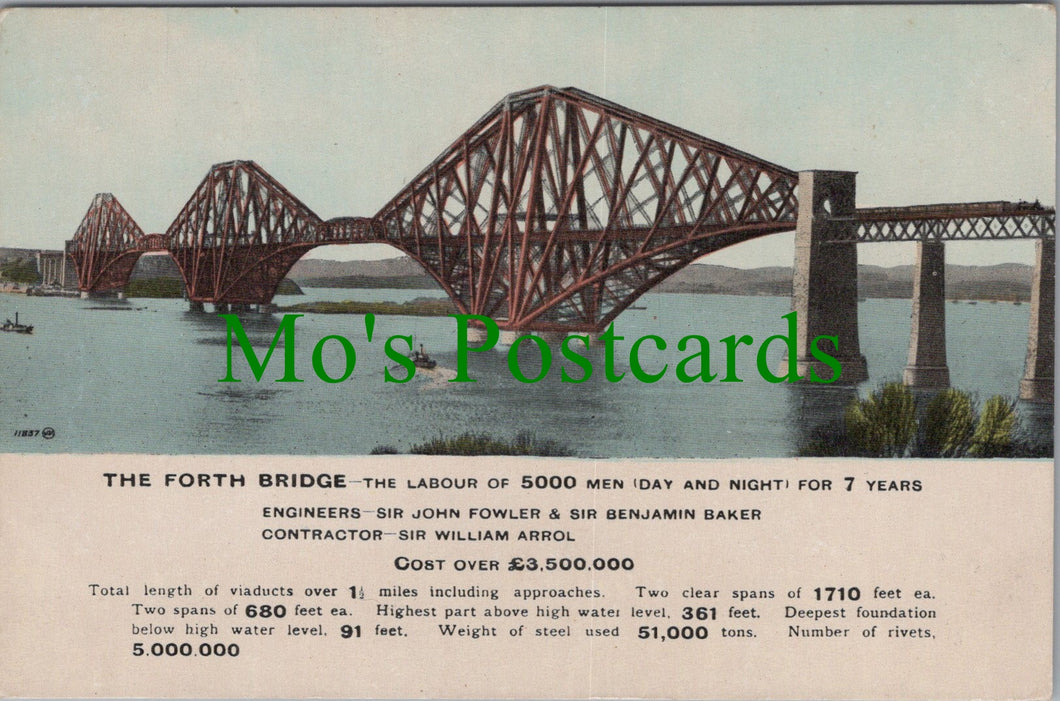 Mo's Postcards
11837 JV
THE FORTH BRIDGE—THE LABOUR OF 5000 MEN (DAY AND NIGHT) FOR 7 YEARS
ENGINEERS—SIR JOHN FOWLER & SIR BENJAMIN BAKER
CONTRACTOR—SIR WILLIAM ARROL
COST OVER £3,500,000
Total length of viaducts over 1½ miles including approaches. Two clear spans of 1710 feet ea.
Two spans of 680 feet ea. Highest part above high water level, 361 feet. Deepest foundation
below high water level, 91 feet. Weight of steel used 51,000 tons. Number of rivets,
5.000.000